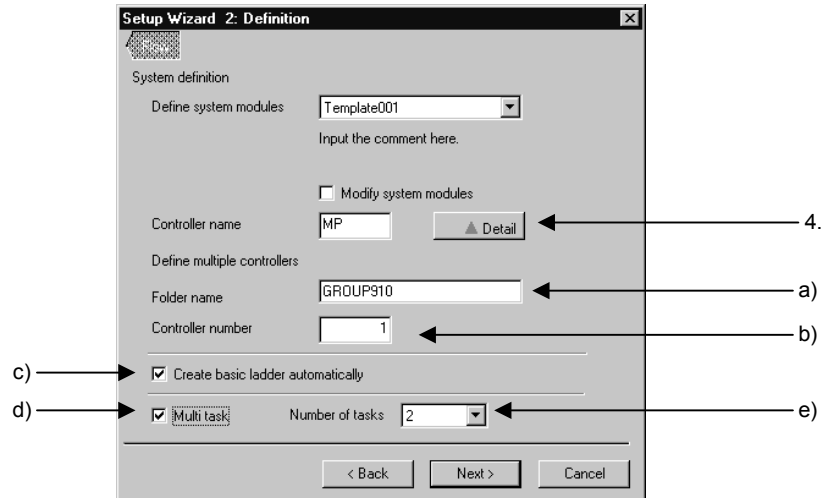 Setup Wizard 2: Definition
System definition
Define system modules
Template001
Input the comment here.
Modify system modules
Controller name
MP
Detail
4.
Define multiple controllers
Folder name
GROUP910
a)
Controller number
1
b)
c)
Create basic ladder automatically
d)
Multi task
Number of tasks
2
e)
< Back
Next >
Cancel